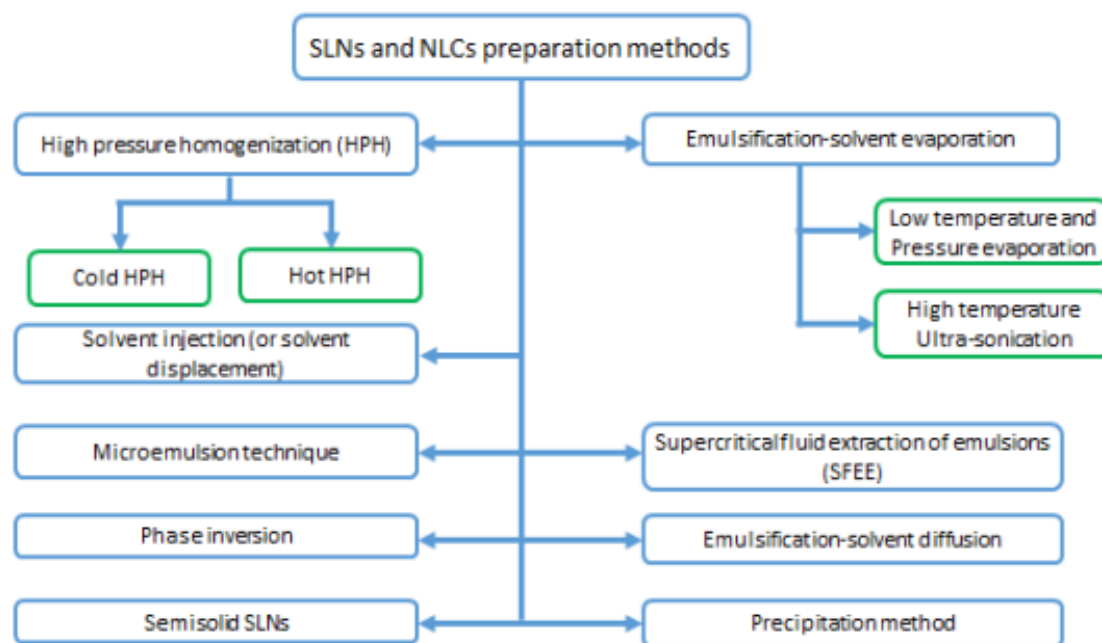 SLNs and NLCs preparation methods
High pressure homogenization (HPH)
Emulsification-solvent evaporation
Low temperature and
Pressure evaporation
Cold HPH
Hot HPH
High temperature
Ultra-sonication
Solvent injection (or solvent
displacement)
Microemulsion technique
Supercritical fluid extraction of emulsions
(SFEE)
Phase inversion
Emulsification-solvent diffusion
Semisolid SLNs
Precipitation method